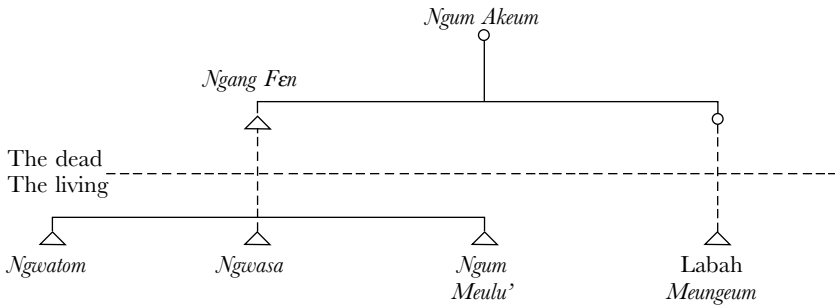 Ngum Akeum
Ngang Fɛn
The dead
The living
Ngwatom
Ngwasa
Ngum
Meulu’
Labah
Meungeum